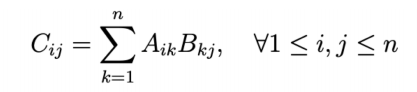 C_{ij} = \sum_{k=1}^{n} A_{ik} B_{kj}, \quad \forall 1 \leq i, j \leq n